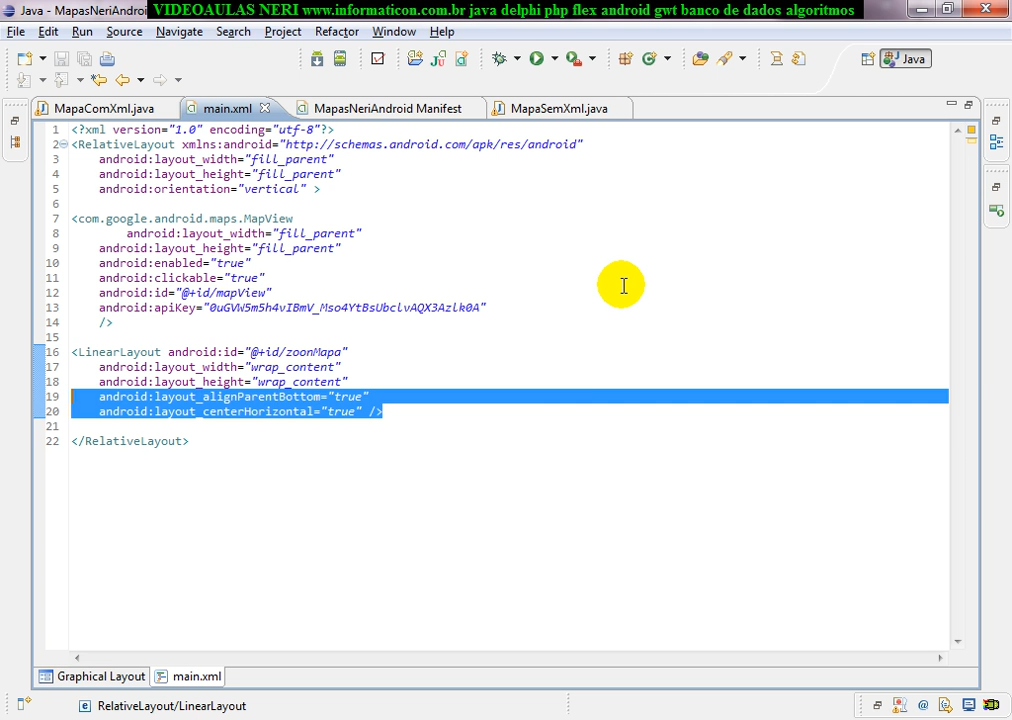 Java - MapasNeriAndroi
VIDEOAULAS NERI www.informaticon.com.br java delphi php flex android gwt banco de dados algoritmos
File Edit Run Source Navigate Search Project Refactor Window Help
Java
MapaComXml.java main.xml MapasNeriAndroid Manifest MapaSemXml.java
1 <?xml version="1.0" encoding="utf-8"?>
2 <RelativeLayout xmlns:android="http://schemas.android.com/apk/res/android"
3 android:layout_width="fill_parent"
4 android:layout_height="fill_parent"
5 android:orientation="vertical" >
6
7 <com.google.android.maps.MapView
8 android:layout_width="fill_parent"
9 android:layout_height="fill_parent"
10 android:enabled="true"
11 android:clickable="true"
12 android:id="@+id/mapView"
13 android:apiKey="0uGVW5m5h4vIBmV_Mso4YtBsUbclvAQX3Azlk0A"
14 />
15
16 <LinearLayout android:id="@+id/zoonMapa"
17 android:layout_width="wrap_content"
18 android:layout_height="wrap_content"
19 android:layout_alignParentBottom="true"
20 android:layout_centerHorizontal="true" />
21
22 </RelativeLayout>
Graphical Layout main.xml
RelativeLayout/LinearLayout